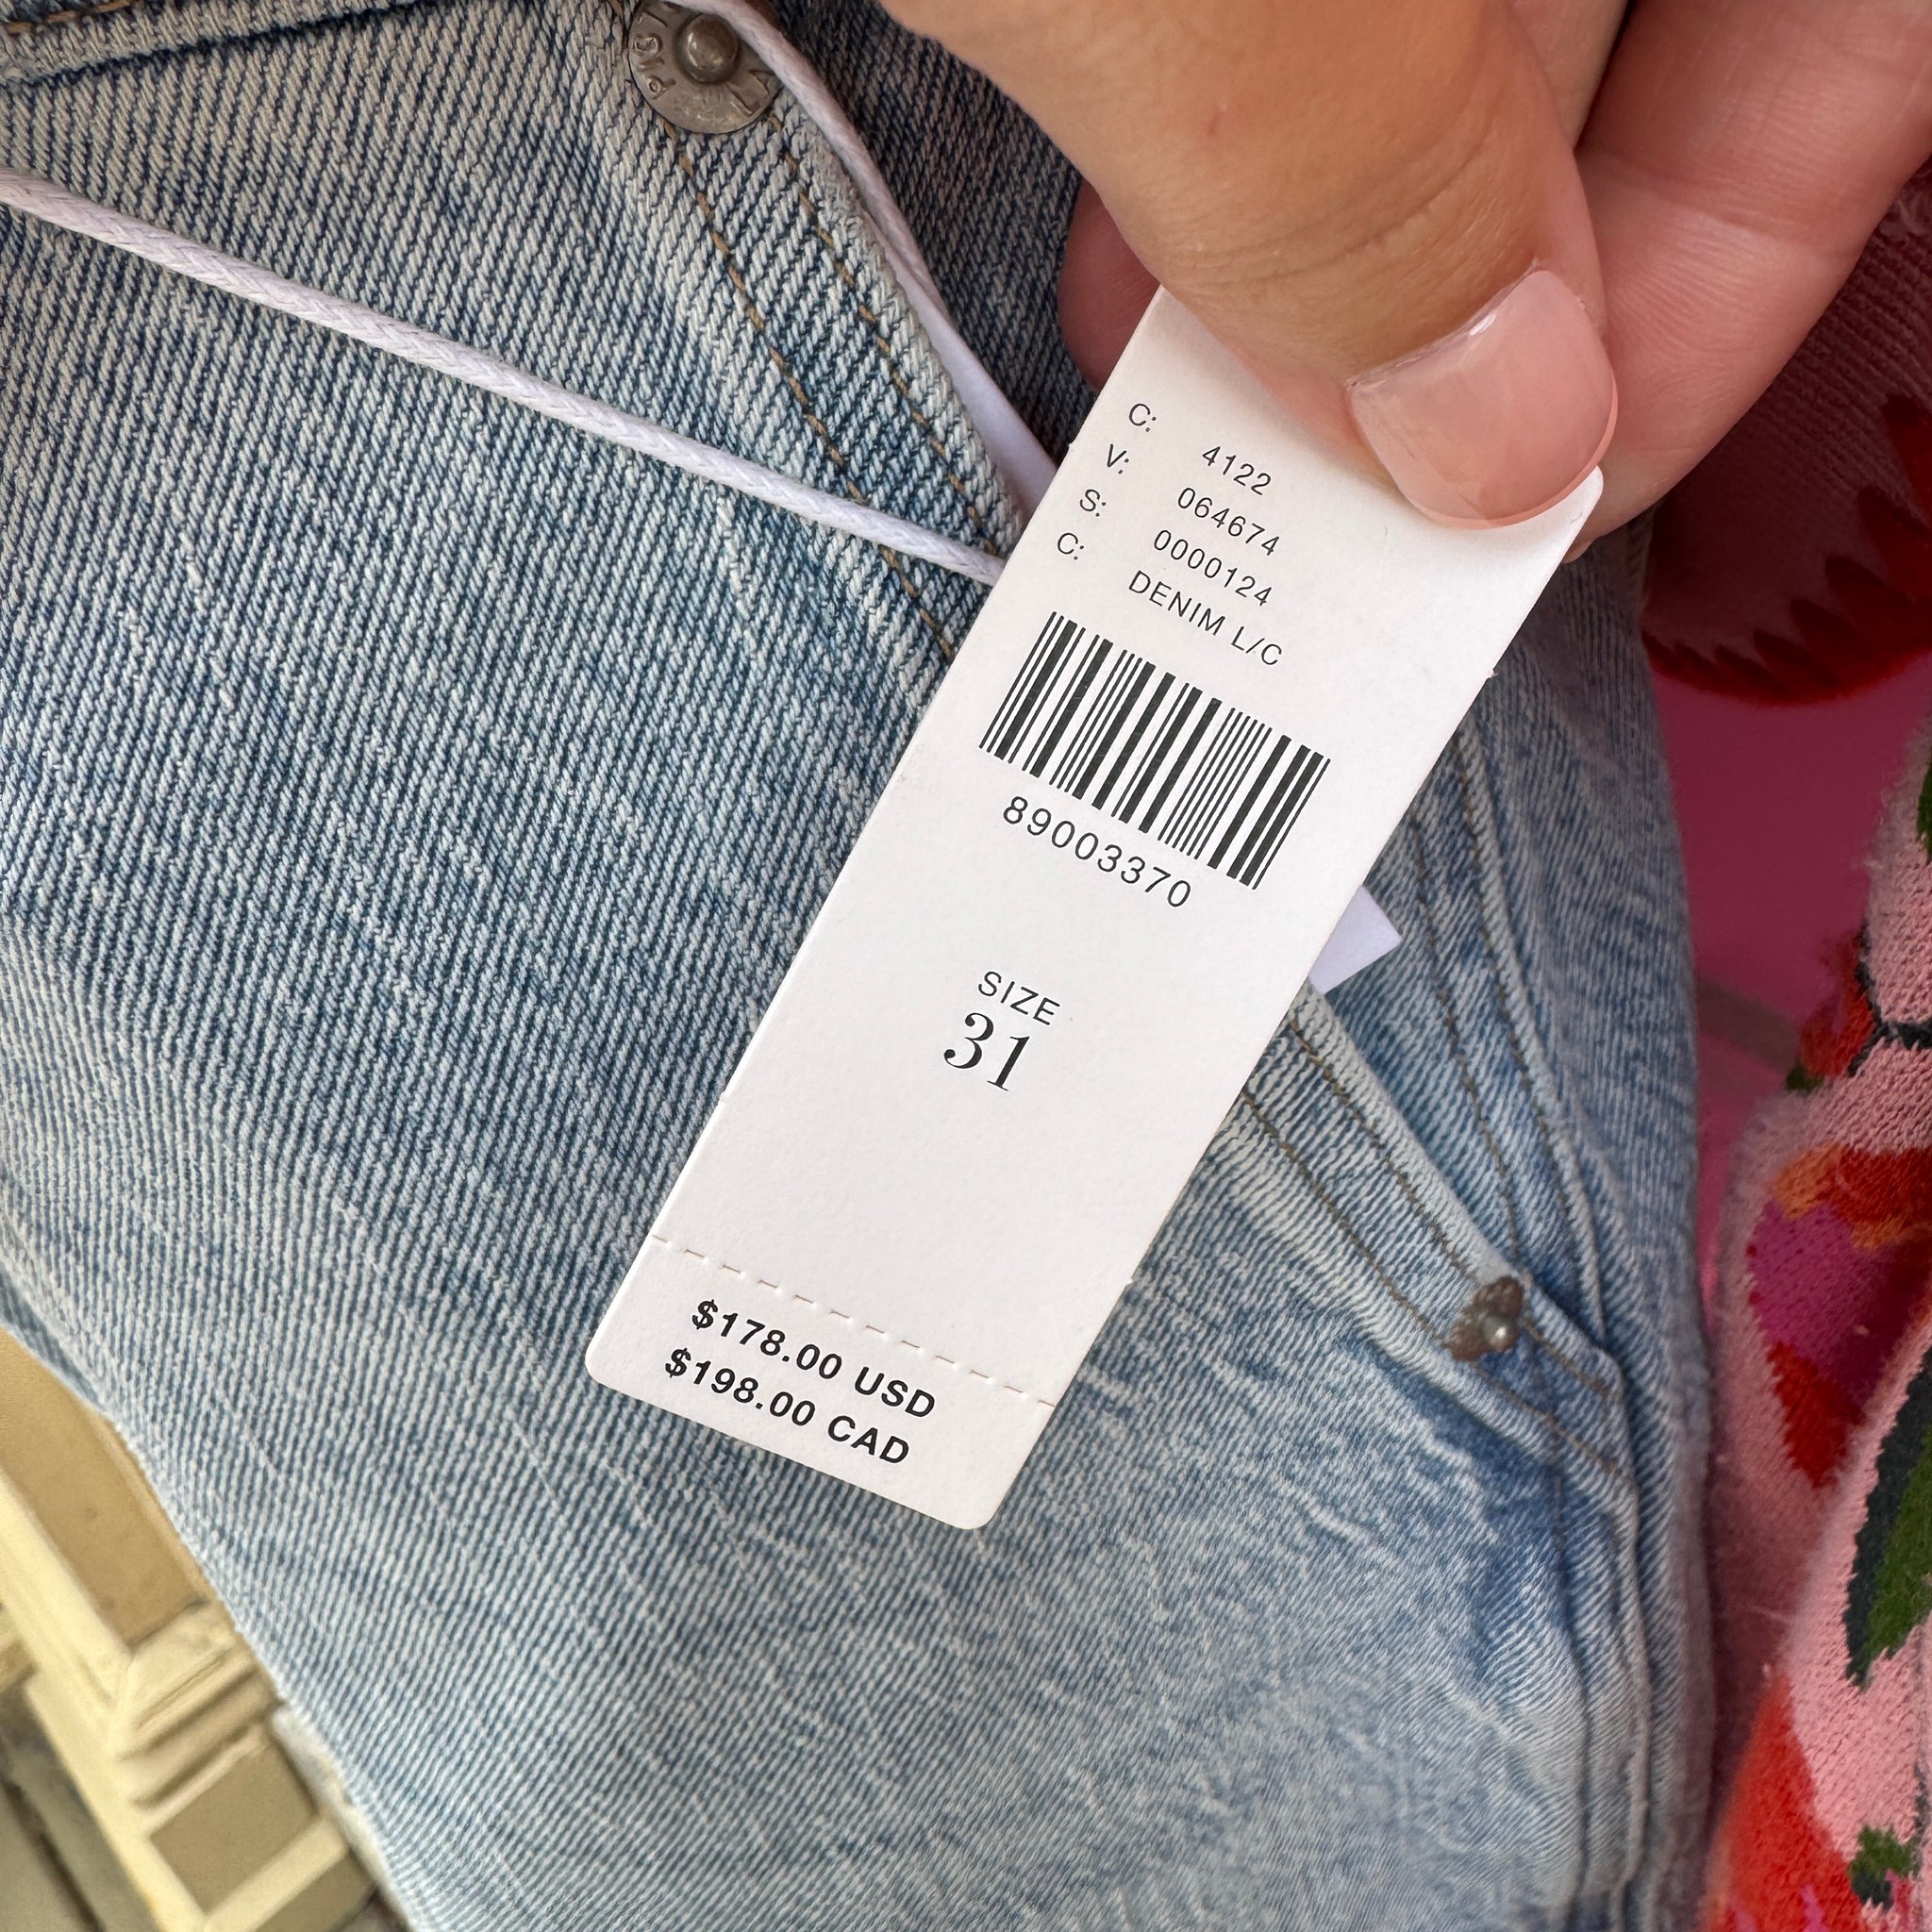 C: 4122
V: 064674
S: 0000124
C: DENIM L/C
89003370
SIZE
31
$178.00 USD
$198.00 CAD